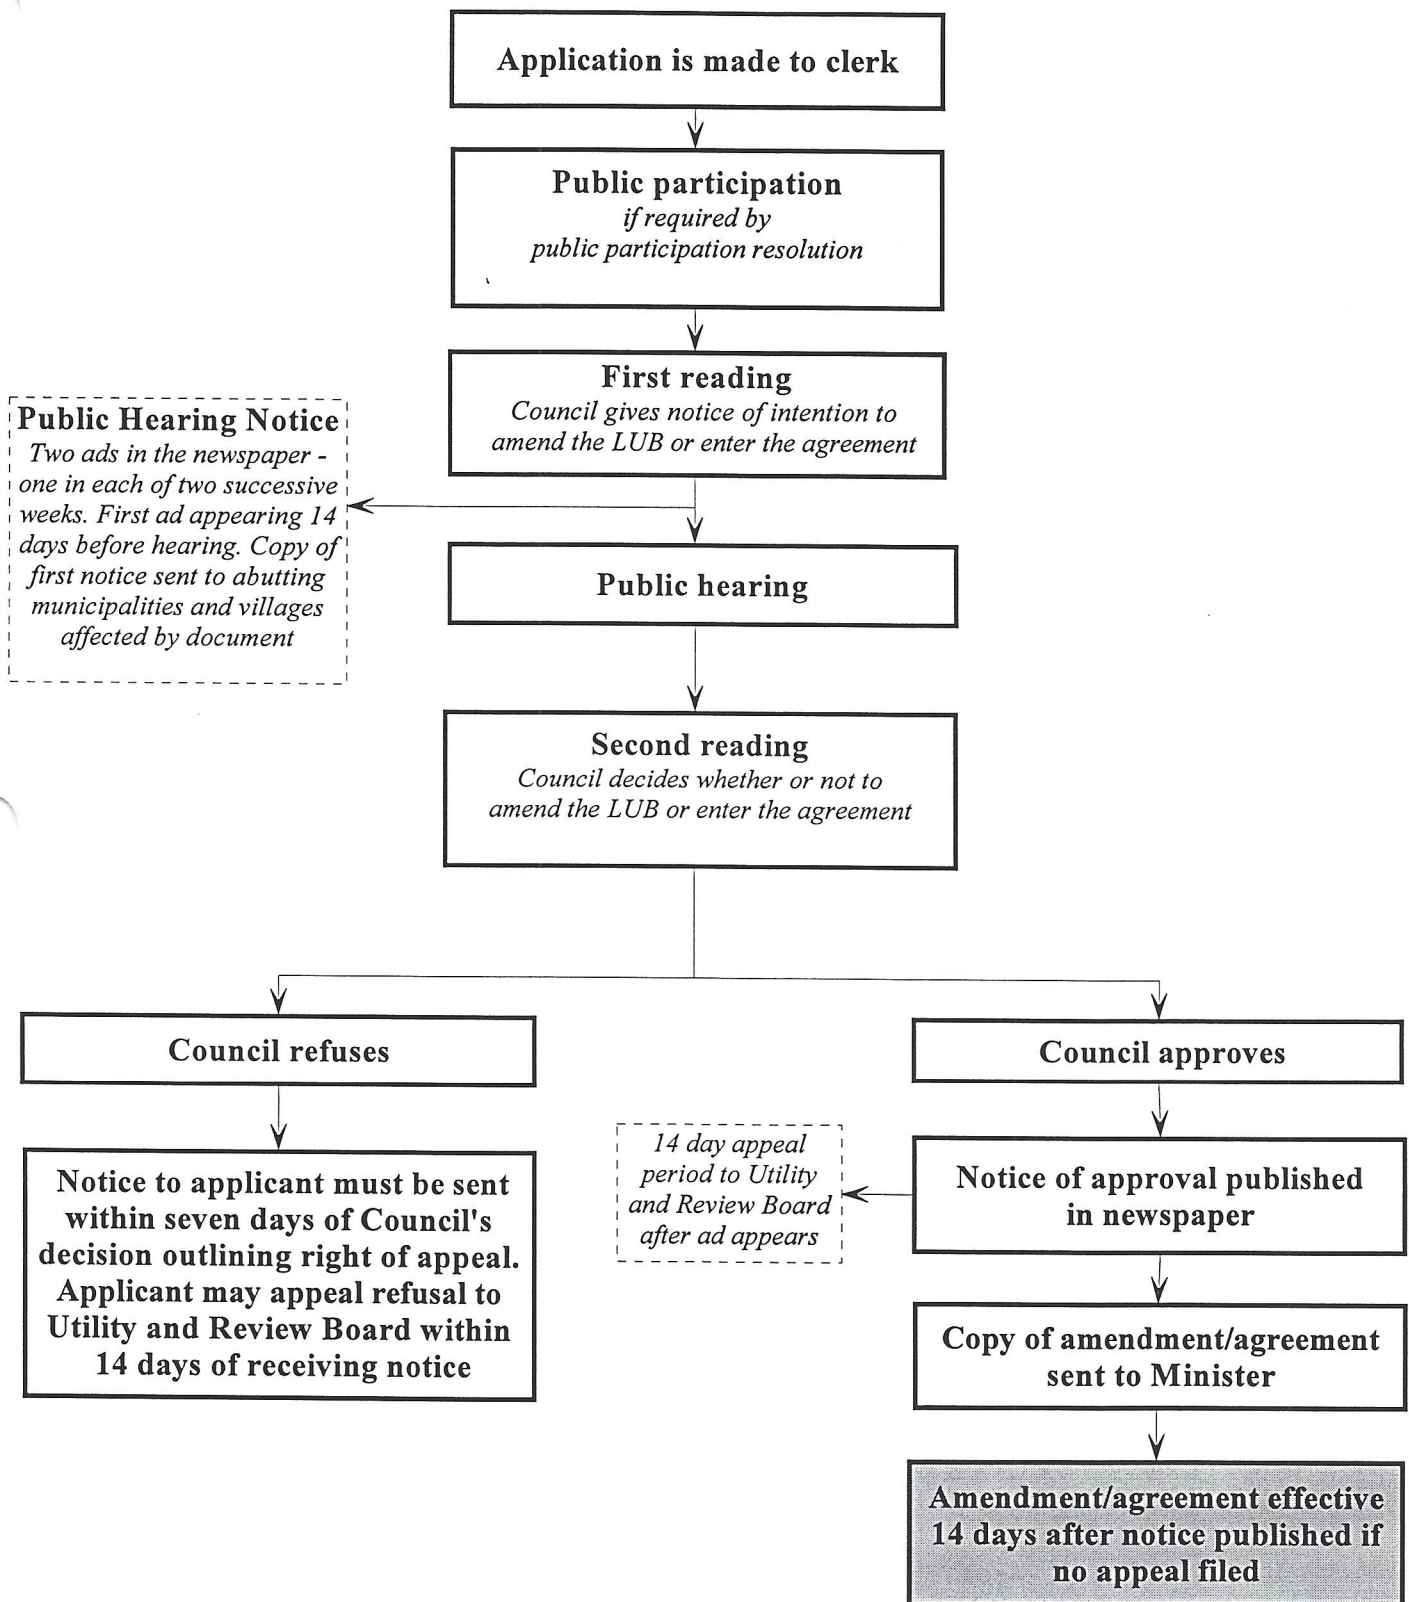 Application is made to clerk
Public participation
if required by
public participation resolution
First reading
Council gives notice of intention to
amend the LUB or enter the agreement
Public Hearing Notice
Two ads in the newspaper -
one in each of two successive
weeks. First ad appearing 14
days before hearing. Copy of
first notice sent to abutting
municipalities and villages
affected by document
Public hearing
Second reading
Council decides whether or not to
amend the LUB or enter the agreement
Council refuses
Notice to applicant must be sent
within seven days of Council's
decision outlining right of appeal.
Applicant may appeal refusal to
Utility and Review Board within
14 days of receiving notice
Council approves
14 day appeal
period to Utility
and Review Board
after ad appears
Notice of approval published
in newspaper
Copy of amendment/agreement
sent to Minister
Amendment/agreement effective
14 days after notice published if
no appeal filed